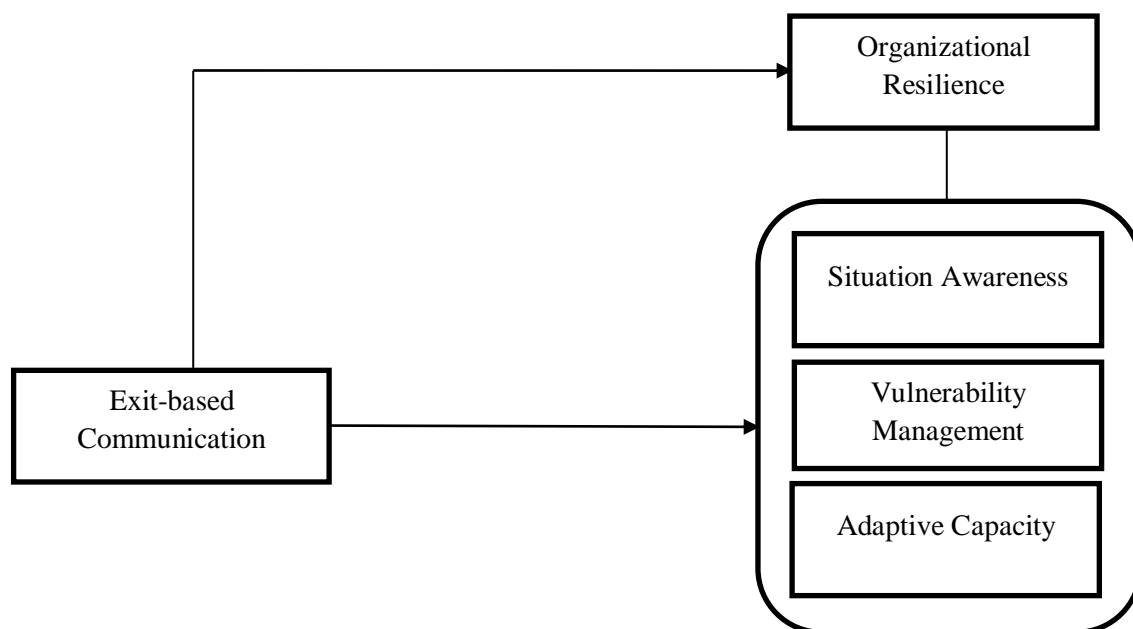 Organizational
Resilience
Situation Awareness
Exit-based
Communication
Vulnerability
Management
Adaptive Capacity